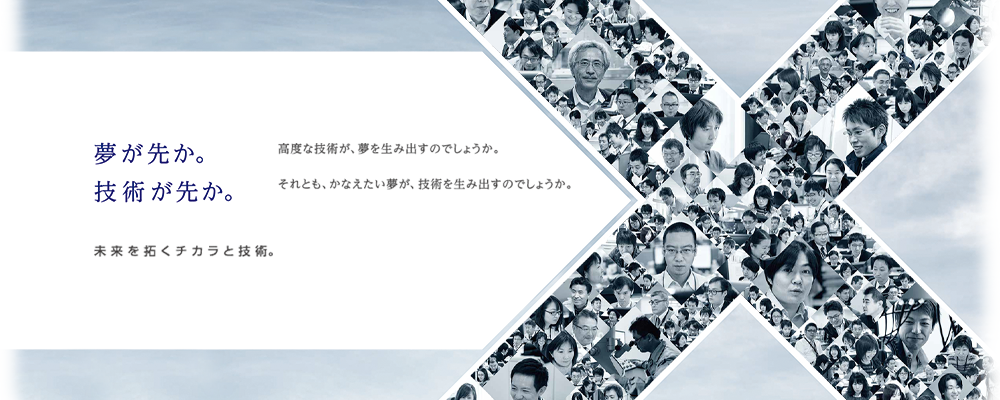 夢が先か。
技術が先か。
高度な技術が、夢を生み出すのでしょうか。
それとも、かなえたい夢が、技術を生み出すのでしょうか。
未来を拓くチカラと技術。